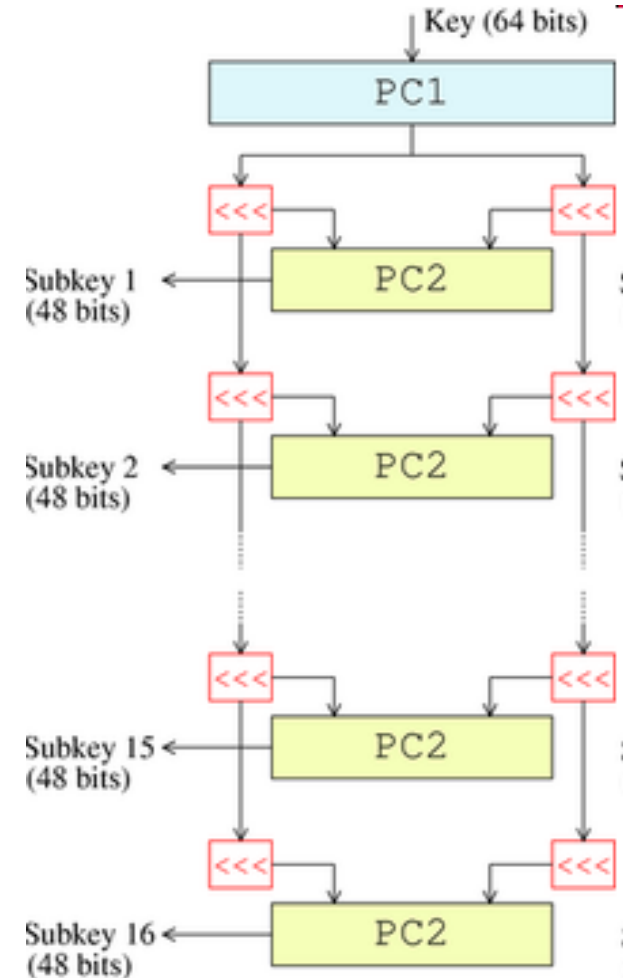 Key (64 bits)
PC1
<<< <<<
PC2
Subkey 1
(48 bits)
<<< <<<
PC2
Subkey 2
(48 bits)
<<< <<<
PC2
Subkey 15
(48 bits)
<<< <<<
PC2
Subkey 16
(48 bits)